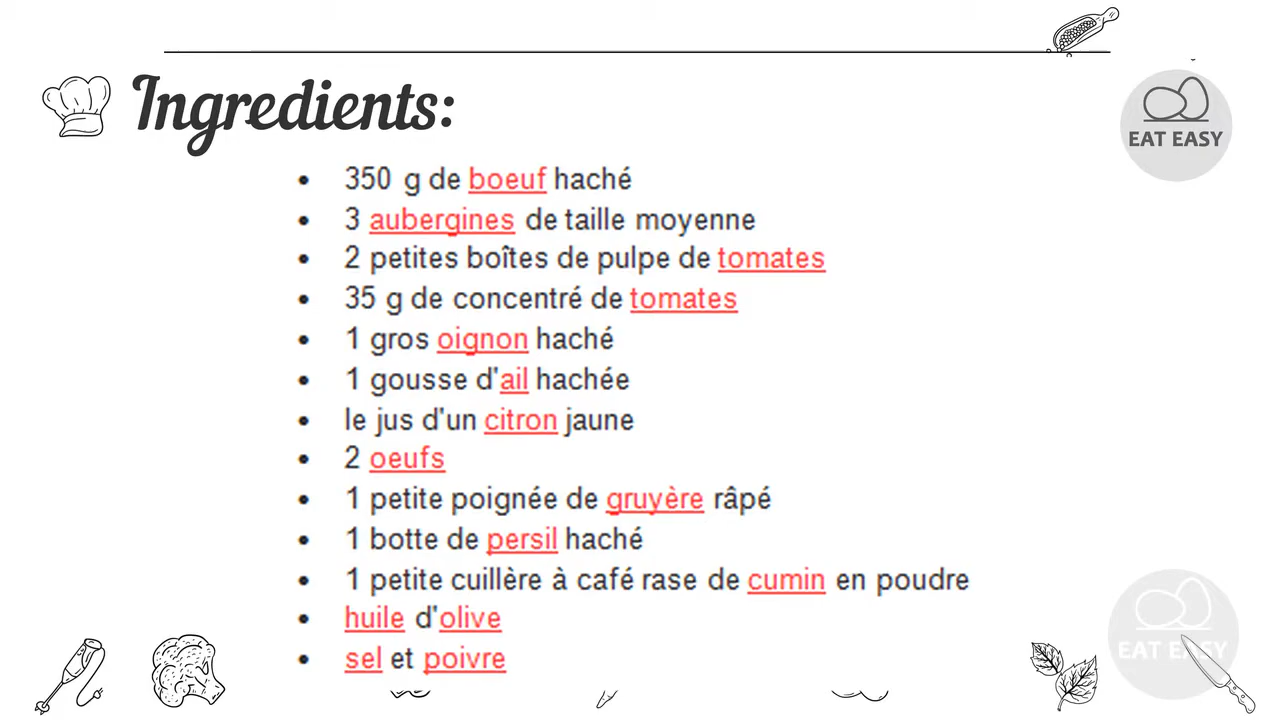 Ingredients:
EAT EASY
• 350 g de boeuf haché
• 3 aubergines de taille moyenne
• 2 petites boîtes de pulpe de tomates
• 35 g de concentré de tomates
• 1 gros oignon haché
• 1 gousse d'ail hachée
• le jus d'un citron jaune
• 2 oeufs
• 1 petite poignée de gruyère râpé
• 1 botte de persil haché
• 1 petite cuillère à café rase de cumin en poudre
• huile d'olive
• sel et poivre
EAT EASY